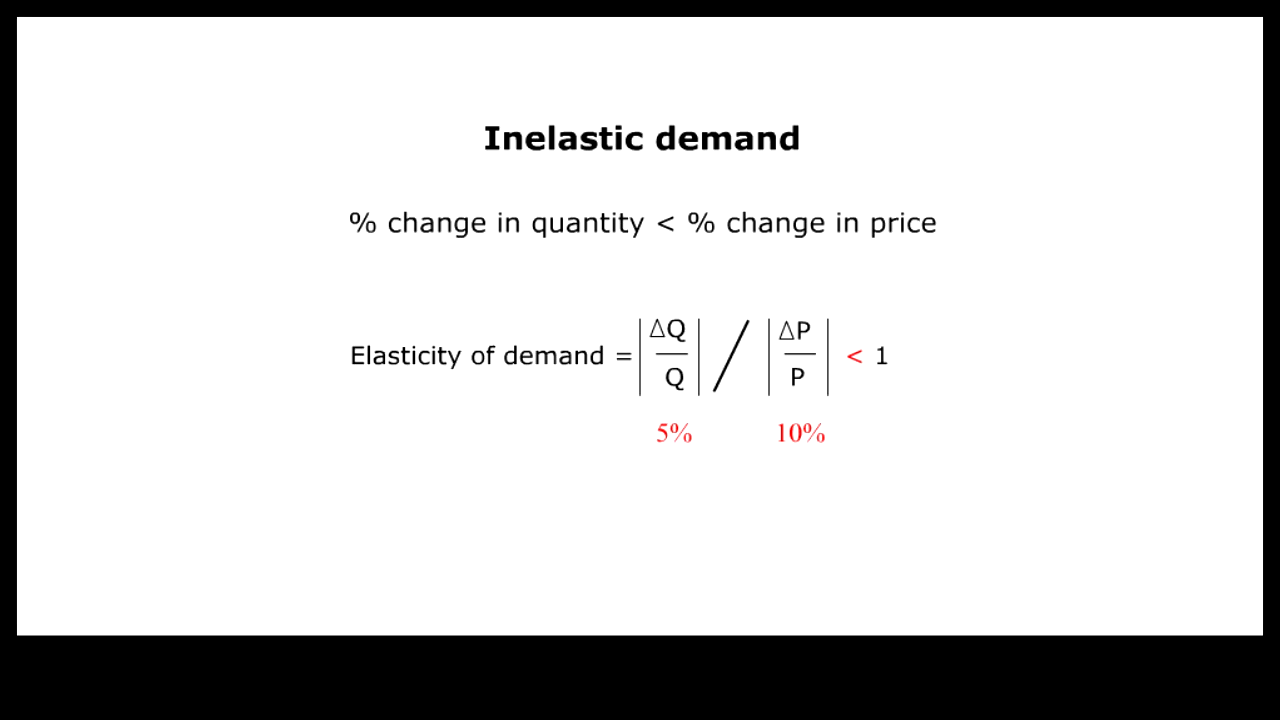 Inelastic demand
% change in quantity < % change in price
Elasticity of demand = |ΔQ/Q| / |ΔP/P| < 1
5% 10%